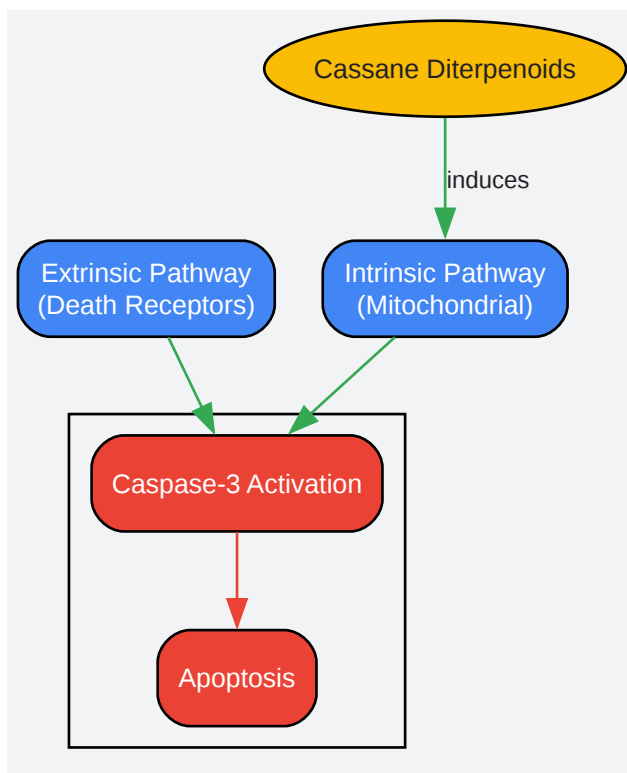 Cassane Diterpenoids
induces
Extrinsic Pathway
(Death Receptors)
Intrinsic Pathway
(Mitochondrial)
Caspase-3 Activation
Apoptosis